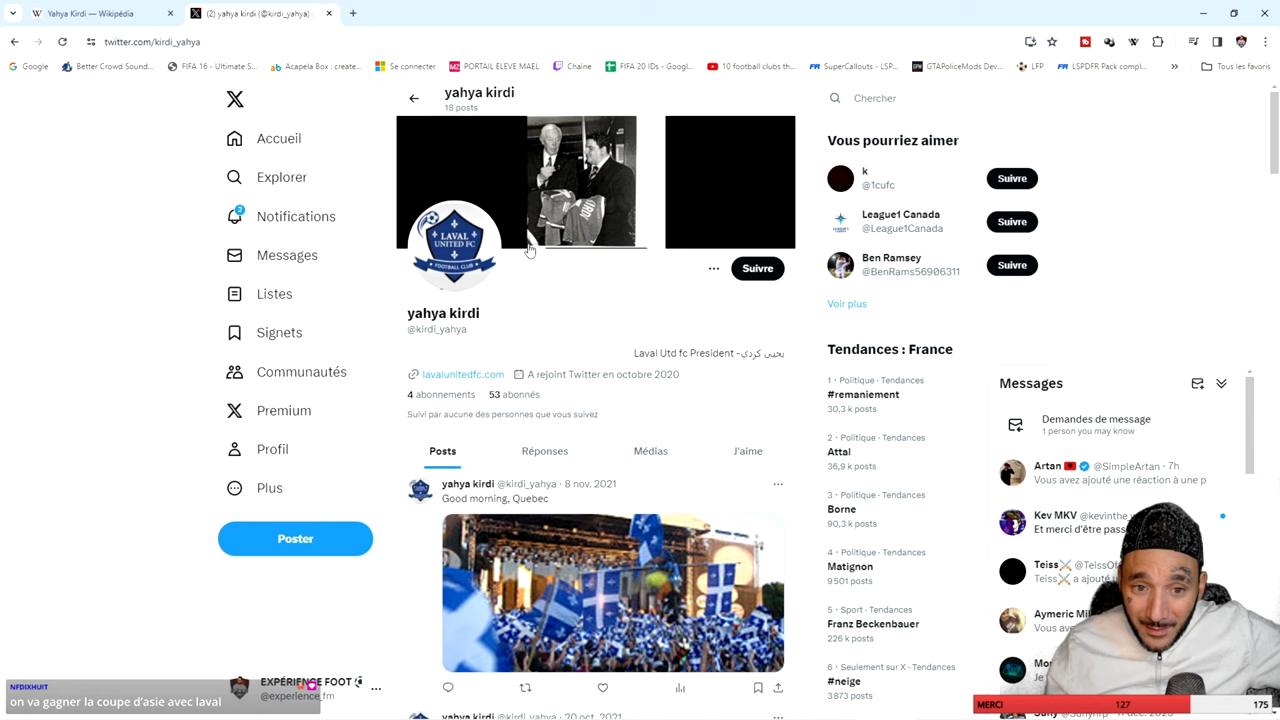 Yahya Kirdi — Wikipédia
(2) yahya kirdi (@kirdi_yahya)
twitter.com/kirdi_yahya
Google
Better Crowd Sound...
FIFA 16 - Ultimate S...
Acapela Box : create...
Se connecter
PORTAIL ELEVE MAEL
Chaîne
FIFA 20 IDs - Googl...
10 football clubs th...
SuperCallouts - LSP...
GTAPoliceMods Dev...
LFP
LSPDFR Pack compl...
Tous les favoris
Accueil
Explorer
2
Notifications
Messages
Listes
Signets
Communautés
Premium
Profil
Plus
Poster
EXPÉRIENCE FOOT
@experience_fm
NFDIXHUIT
on va gagner la coupe d'asie avec laval
yahya kirdi
18 posts
KIRDI
LAVAL
UNITED FC
FOOTBALL CLUB
Suivre
yahya kirdi
@kirdi_yahya
Laval Utd fc President -يحيى كردي
lavalunitedfc.com
A rejoint Twitter en octobre 2020
4 abonnements 53 abonnés
Suivi par aucune des personnes que vous suivez
Posts
Réponses
Médias
J'aime
yahya kirdi @kirdi_yahya · 8 nov. 2021
Good morning, Quebec
yahya kirdi @kirdi_yahya · 20 oct. 2021
Chercher
Vous pourriez aimer
k
@1cufc
Suivre
League1 Canada
@League1Canada
Suivre
Ben Ramsey
@BenRams56906311
Suivre
Voir plus
Tendances : France
1 · Politique · Tendances
#remaniement
30,3 k posts
2 · Politique · Tendances
Attal
36,9 k posts
3 · Politique · Tendances
Borne
90,3 k posts
4 · Politique · Tendances
Matignon
9 501 posts
5 · Sport · Tendances
Franz Beckenbauer
226 k posts
6 · Seulement sur X · Tendances
#neige
3 873 posts
Messages
Demandes de message
1 person you may know
Artan @SimpleArtan · 7h
Vous avez ajouté une réaction à une p
Kev MKV @kevinthe
Et merci d'être pass
Teiss @TeissOf
Teiss a ajouté
Aymeric Mi
Vous ave
Mor
Je
MERCI 127 175